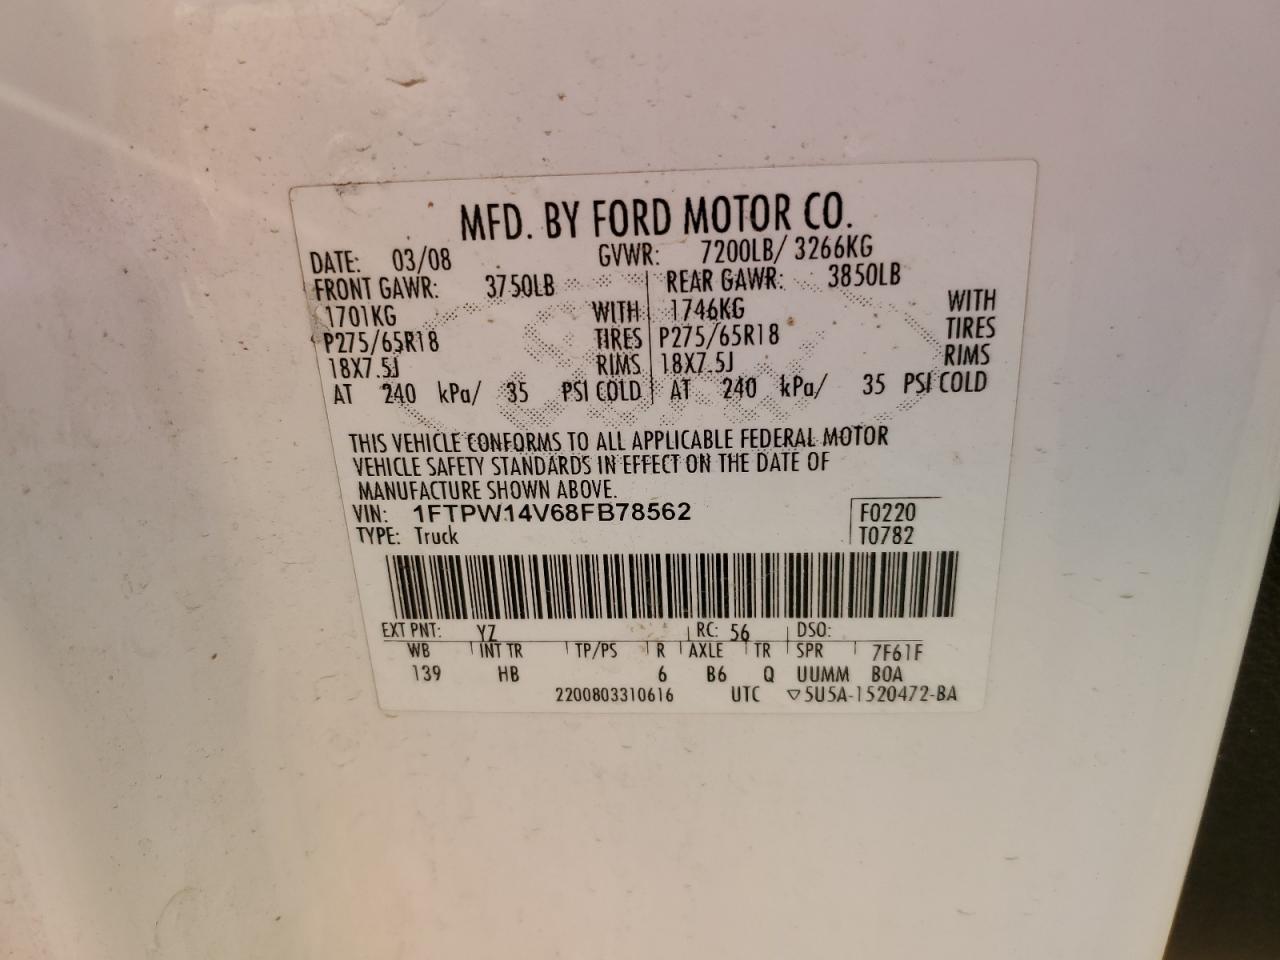 MFD. BY FORD MOTOR CO.
DATE: 03/08 GVWR: 7200LB/ 3266KG
FRONT GAWR: 3750LB REAR GAWR: 3850LB
1701KG WITH 1746KG WITH
P275/65R18 TIRES P275/65R18 TIRES
18X7.5J RIMS 18X7.5J RIMS
AT 240 kPa/ 35 PSI COLD AT 240 kPa/ 35 PSI COLD
THIS VEHICLE CONFORMS TO ALL APPLICABLE FEDERAL MOTOR
VEHICLE SAFETY STANDARDS IN EFFECT ON THE DATE OF
MANUFACTURE SHOWN ABOVE.
VIN: 1FTPW14V68FB78562 F0220
TYPE: Truck T0782
EXT PNT: YZ RC: 56 DSO:
WB INT TR TP/PS R AXLE TR SPR 7F61F
139 HB 6 B6 Q UUMM BOA
2200803310616 UTC ▽5U5A-1520472-BA